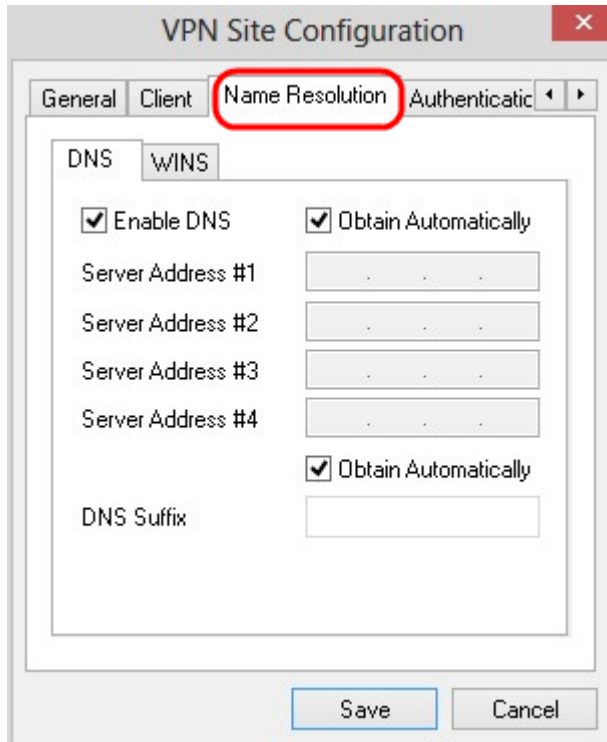 VPN Site Configuration
General Client Name Resolution Authenticatic
DNS WINS
Enable DNS Obtain Automatically
Server Address #1
Server Address #2
Server Address #3
Server Address #4
Obtain Automatically
DNS Suffix
Save Cancel